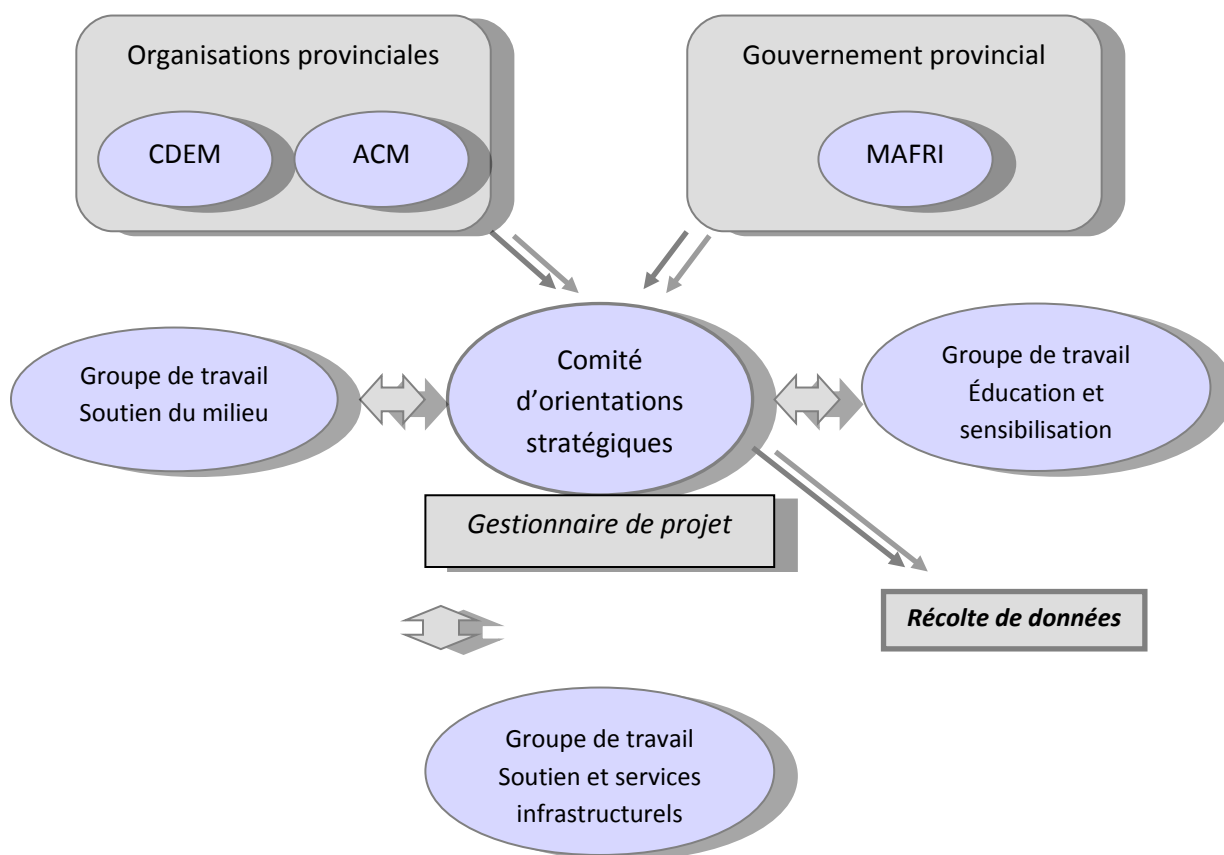 Organisations provinciales
CDEM
ACM
Gouvernement provincial
MAFRI
Groupe de travail
Soutien du milieu
Comité
d’orientations
stratégiques
Groupe de travail
Éducation et
sensibilisation
Gestionnaire de projet
Récolte de données
Groupe de travail
Soutien et services
infrastructurels